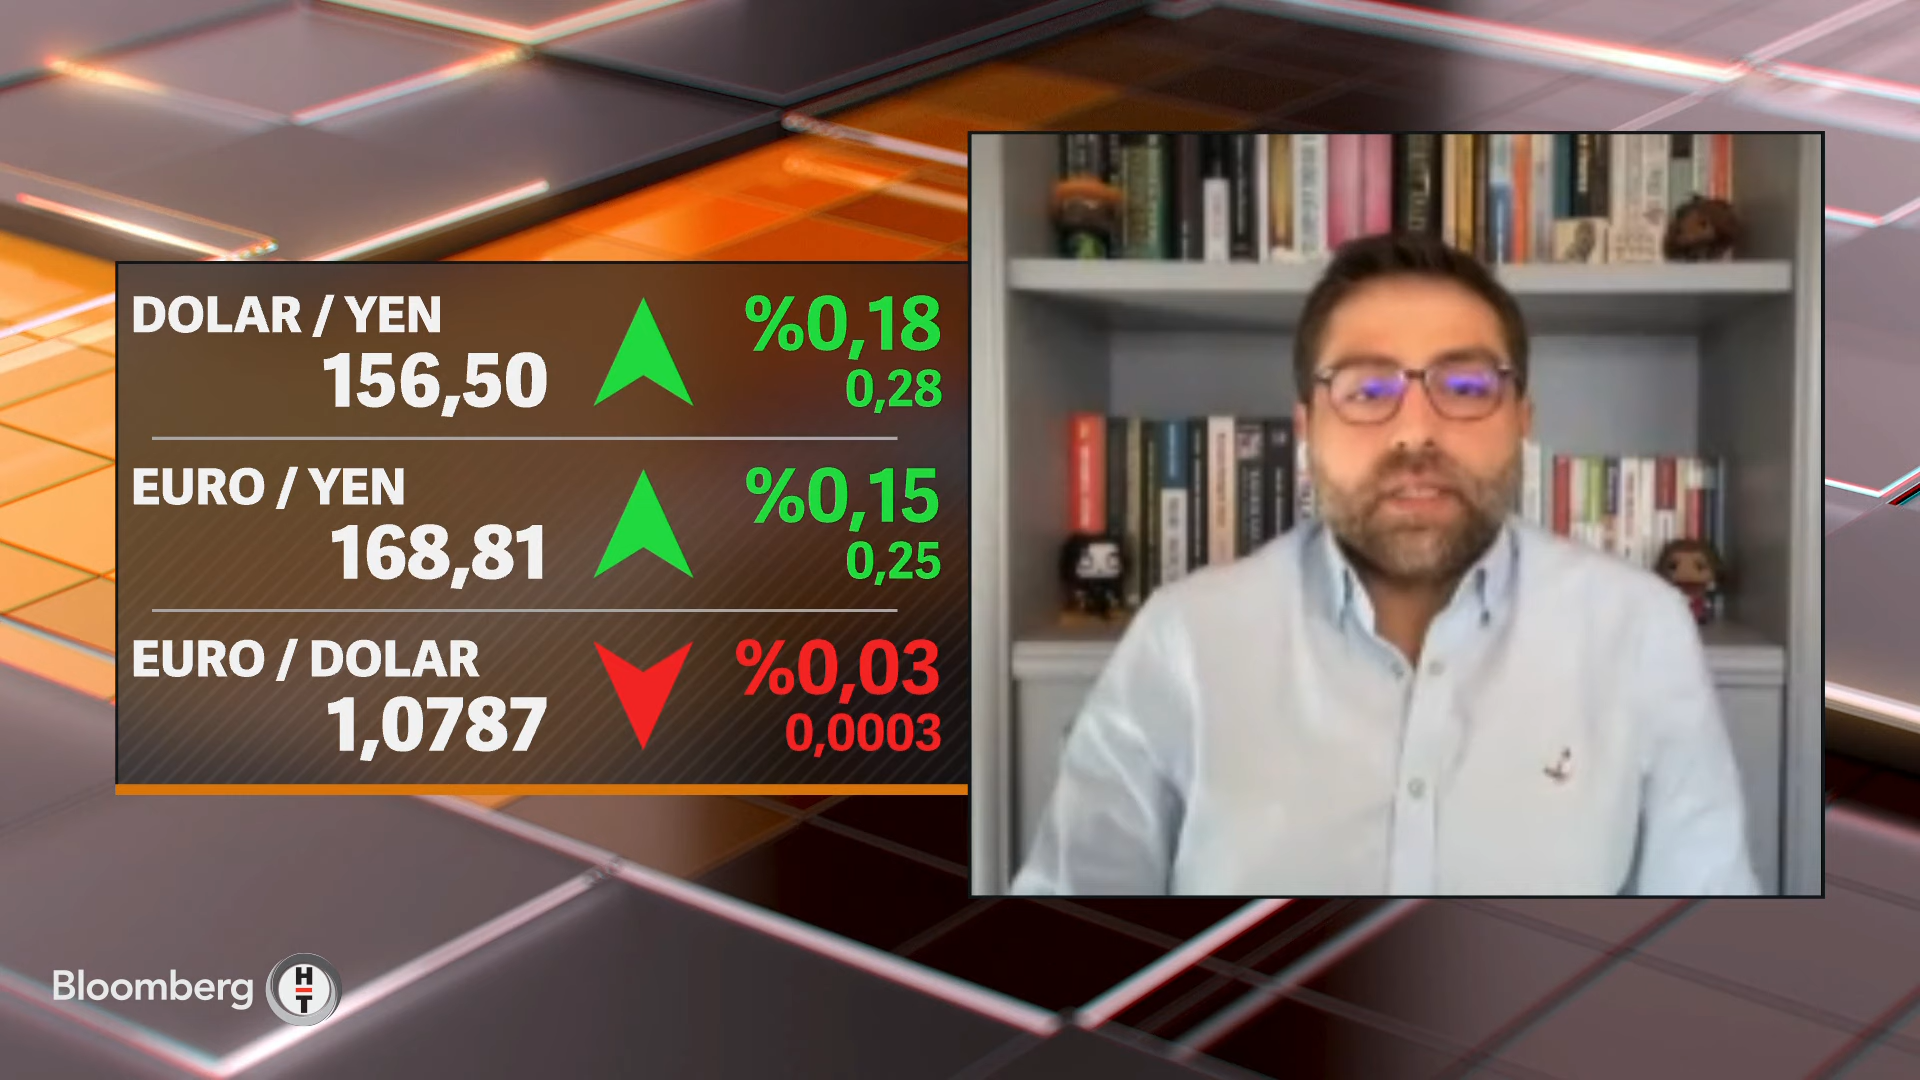 DOLAR / YEN
156,50
%0,18
0,28
EURO / YEN
168,81
%0,15
0,25
EURO / DOLAR
1,0787
%0,03
0,0003
Bloomberg HT